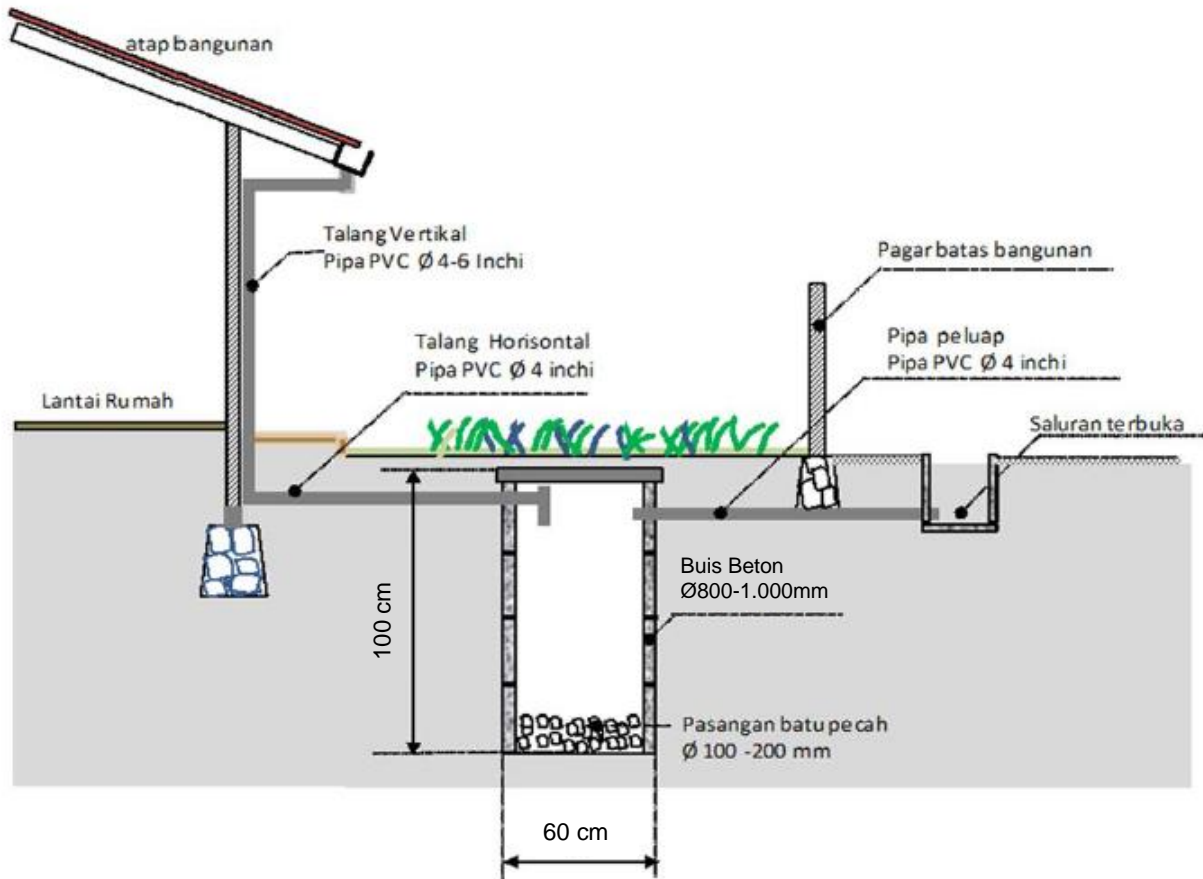 atap bangunan
Talang Vertikal
Pipa PVC Ø 4-6 Inchi
Pagar batas bangunan
Talang Horisontal
Pipa PVC Ø 4 inchi
Pipa peluap
Pipa PVC Ø 4 inchi
Lantai Rumah
Saluran terbuka
Buis Beton
Ø800-1.000mm
100 cm
Pasangan batu pecah
Ø 100 -200 mm
60 cm